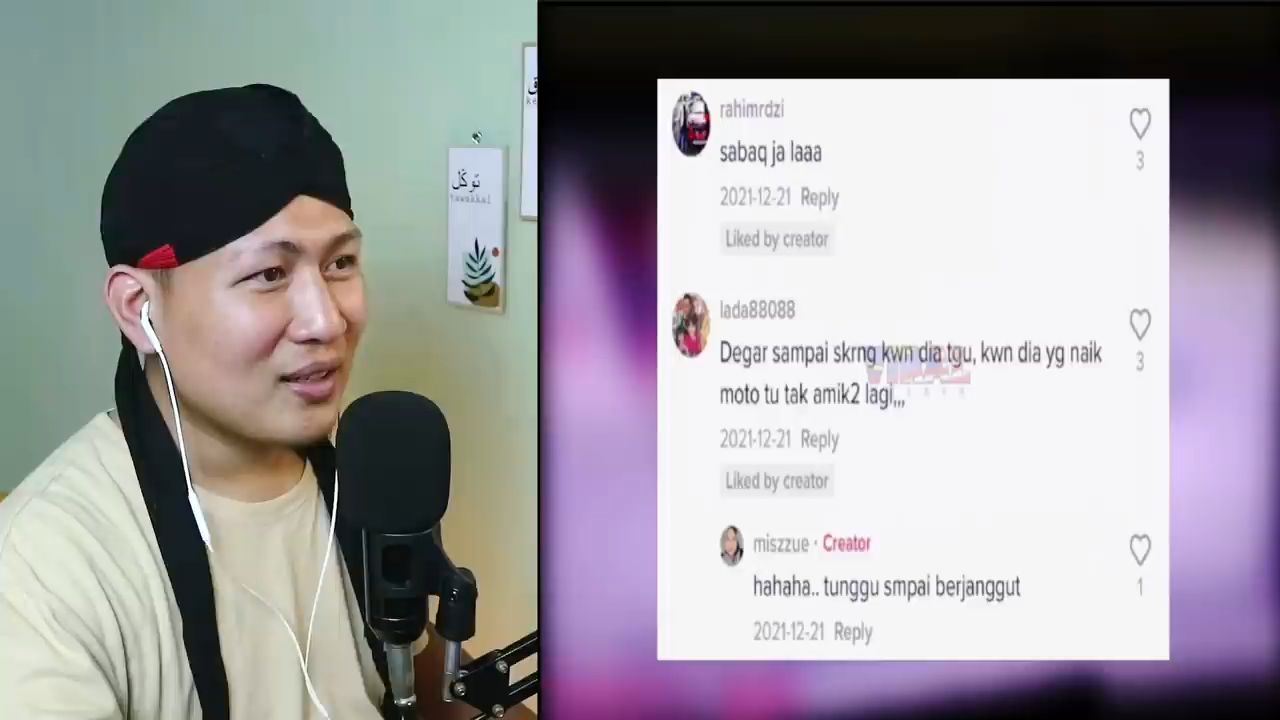 توكل
tawakkal
rahimrdzi
sabaq ja laaa
3
2021-12-21 Reply
Liked by creator
lada88088
Degar sampai skrng kwn dia tgu, kwn dia yg naik
3
moto tu tak amik2 lagi,,,
2021-12-21 Reply
Liked by creator
miszzue · Creator
hahaha.. tunggu smpai berjanggut
1
2021-12-21 Reply